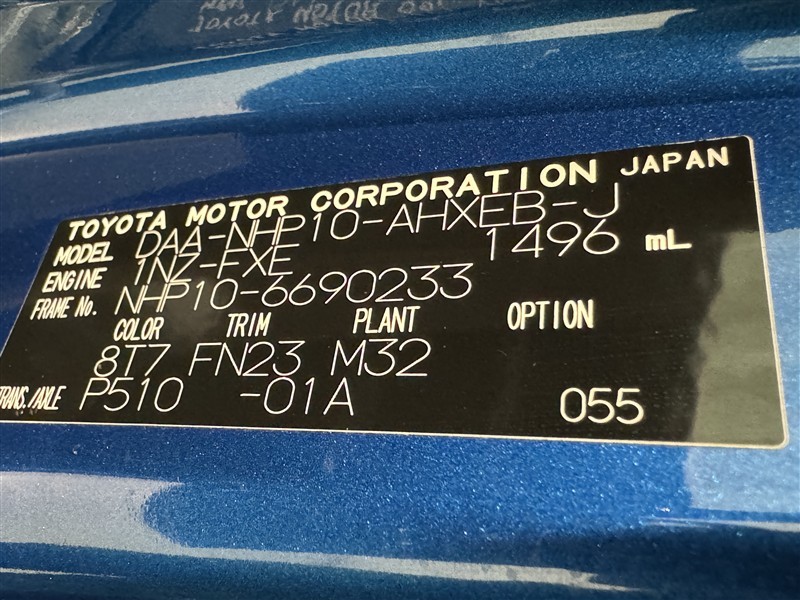 TOYOTA MOTOR CORPORATION JAPAN
MODEL DAA-NHP10-AHXEB-J
ENGINE 1NZ-FXE 1496 mL
FRAME No. NHP10-6690233
COLOR TRIM PLANT OPTION
8T7 FN23 M32
TRANS./AXLE P510 -01A 055